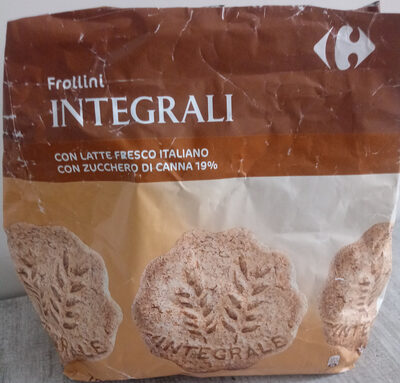 Frollini
INTEGRALI
CON LATTE FRESCO ITALIANO
CON ZUCCHERO DI CANNA 19%
INTEGRALE